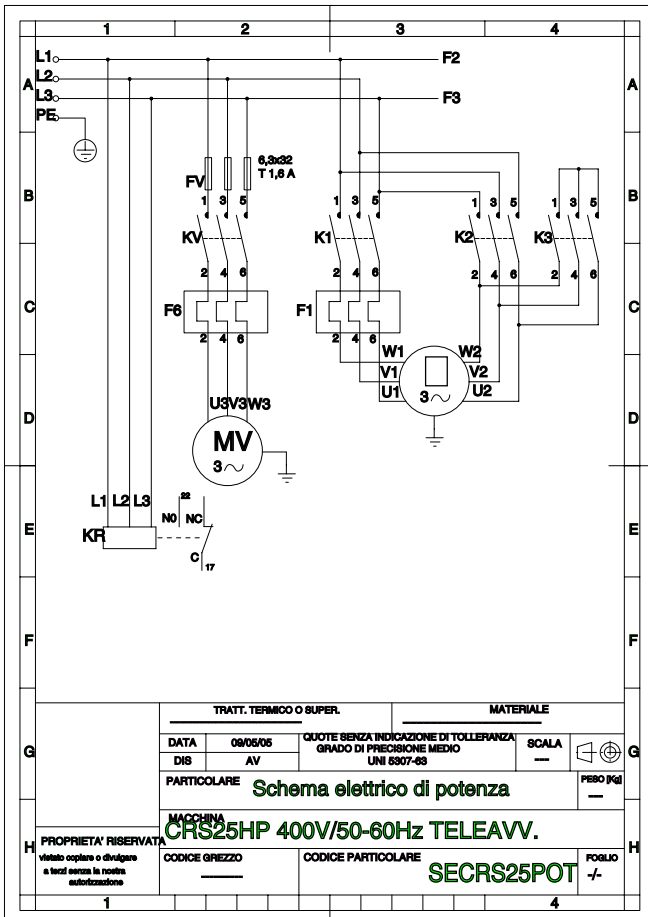 1 2 3 4
L1 F2
A L2 A
L3 F3
PE
6,3x32
FV T 1,6 A
B B
1 3 5 1 3 5 1 3 5 1 3 5
KV K1 K2 K3
2 4 6 2 4 6 2 4 6 2 4 6
C F6 F1 C
2 4 6 2 4 6
W1 W2
V1 V2
U1 U2
3
D U3V3W3 D
MV
3
L1 L2 L3 22
N0 NC
E KR E
C
17
F F
TRATT. TERMICO O SUPER. MATERIALE
DATA 09/05/05 QUOTE SENZA INDICAZIONE DI TOLLERANZA SCALA
G GRADO DI PRECISIONE MEDIO G
DIS AV UNI 5307-63 ---
PARTICOLARE Schema elettrico di potenza PESO [Kg]
---
MACCHINA
CRS25HP 400V/50-60Hz TELEAVV.
H PROPRIETA' RISERVATA H
vietato copiare o divulgare CODICE GREZZO CODICE PARTICOLARE FOGLIO
a terzi senza la nostra SECRS25POT -/-
autorizzazione
1 4